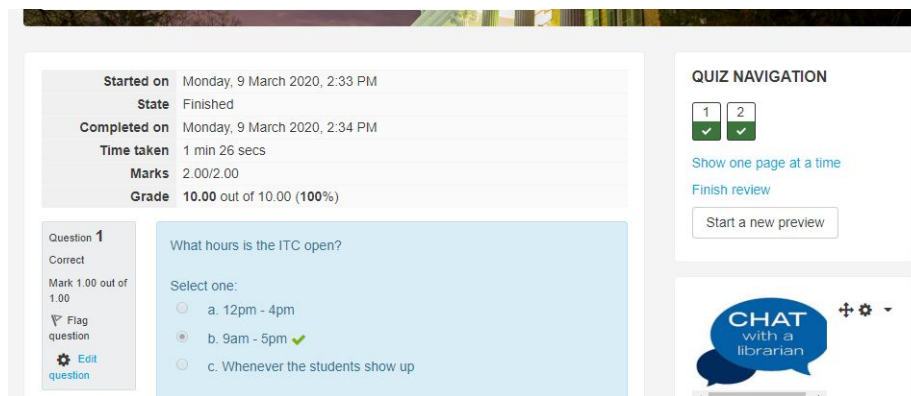 Started on Monday, 9 March 2020, 2:33 PM
State Finished
Completed on Monday, 9 March 2020, 2:34 PM
Time taken 1 min 26 secs
Marks 2.00/2.00
Grade 10.00 out of 10.00 (100%)
Question 1
Correct
Mark 1.00 out of
1.00
Flag
question
Edit
question
What hours is the ITC open?
Select one:
a. 12pm - 4pm
b. 9am - 5pm
c. Whenever the students show up
QUIZ NAVIGATION
1 2
Show one page at a time
Finish review
Start a new preview
CHAT
with a
librarian